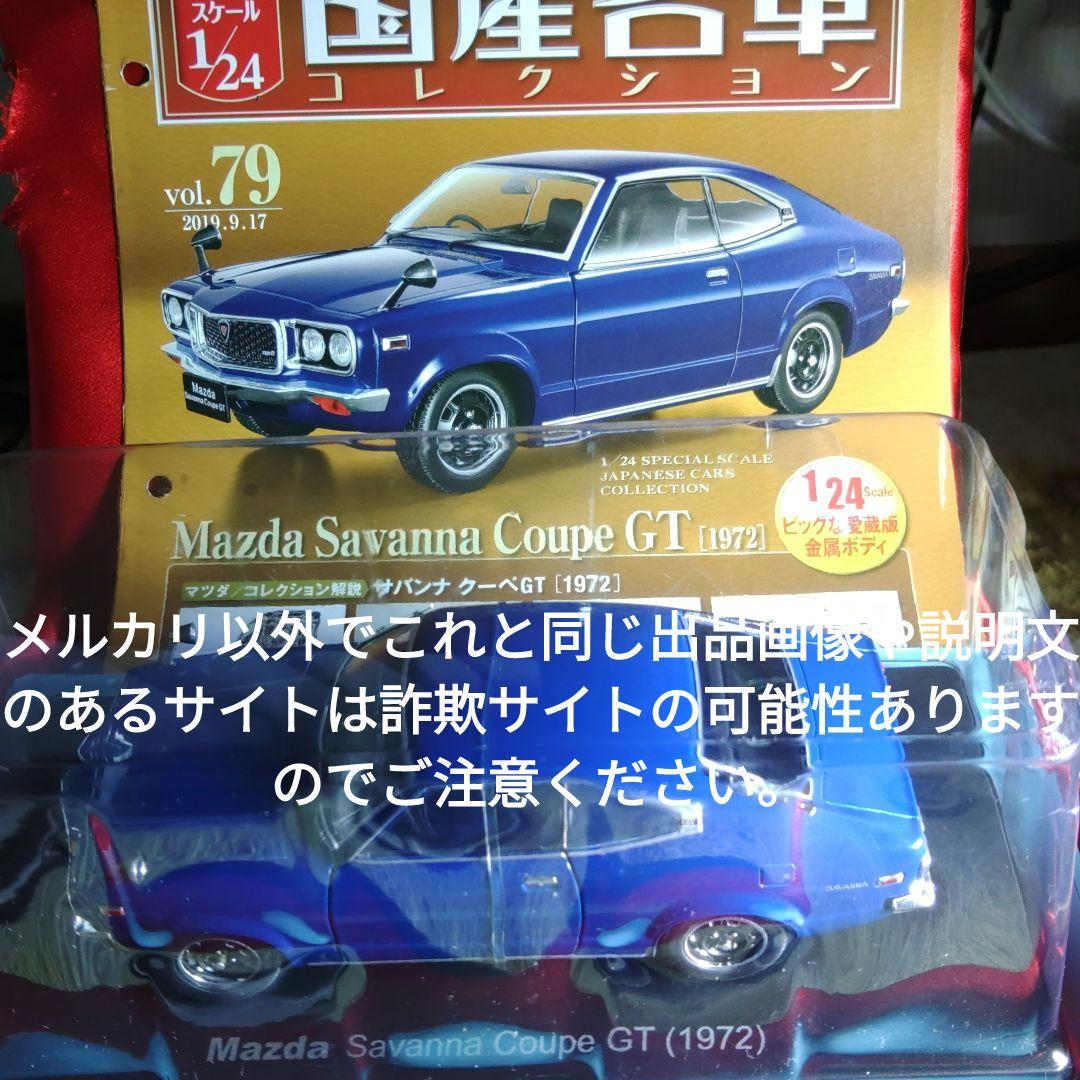 スケール
1/24
国産名車
コレクション
vol.79
2019.9.17
SAVANNA
Mazda
Savanna Coupe GT
1/24 SPECIAL SCALE
JAPANESE CARS
COLLECTION
1 24 Scale
ビッグな愛蔵版
金属ボディ
Mazda Savanna Coupe GT [1972]
マツダ/コレクション解説 サバンナ クーペGT [1972]
メルカリ以外でこれと同じ出品画像や説明文
のあるサイトは詐欺サイトの可能性あります
のでご注意ください。
SAVANNA
Mazda Savanna Coupe GT (1972)